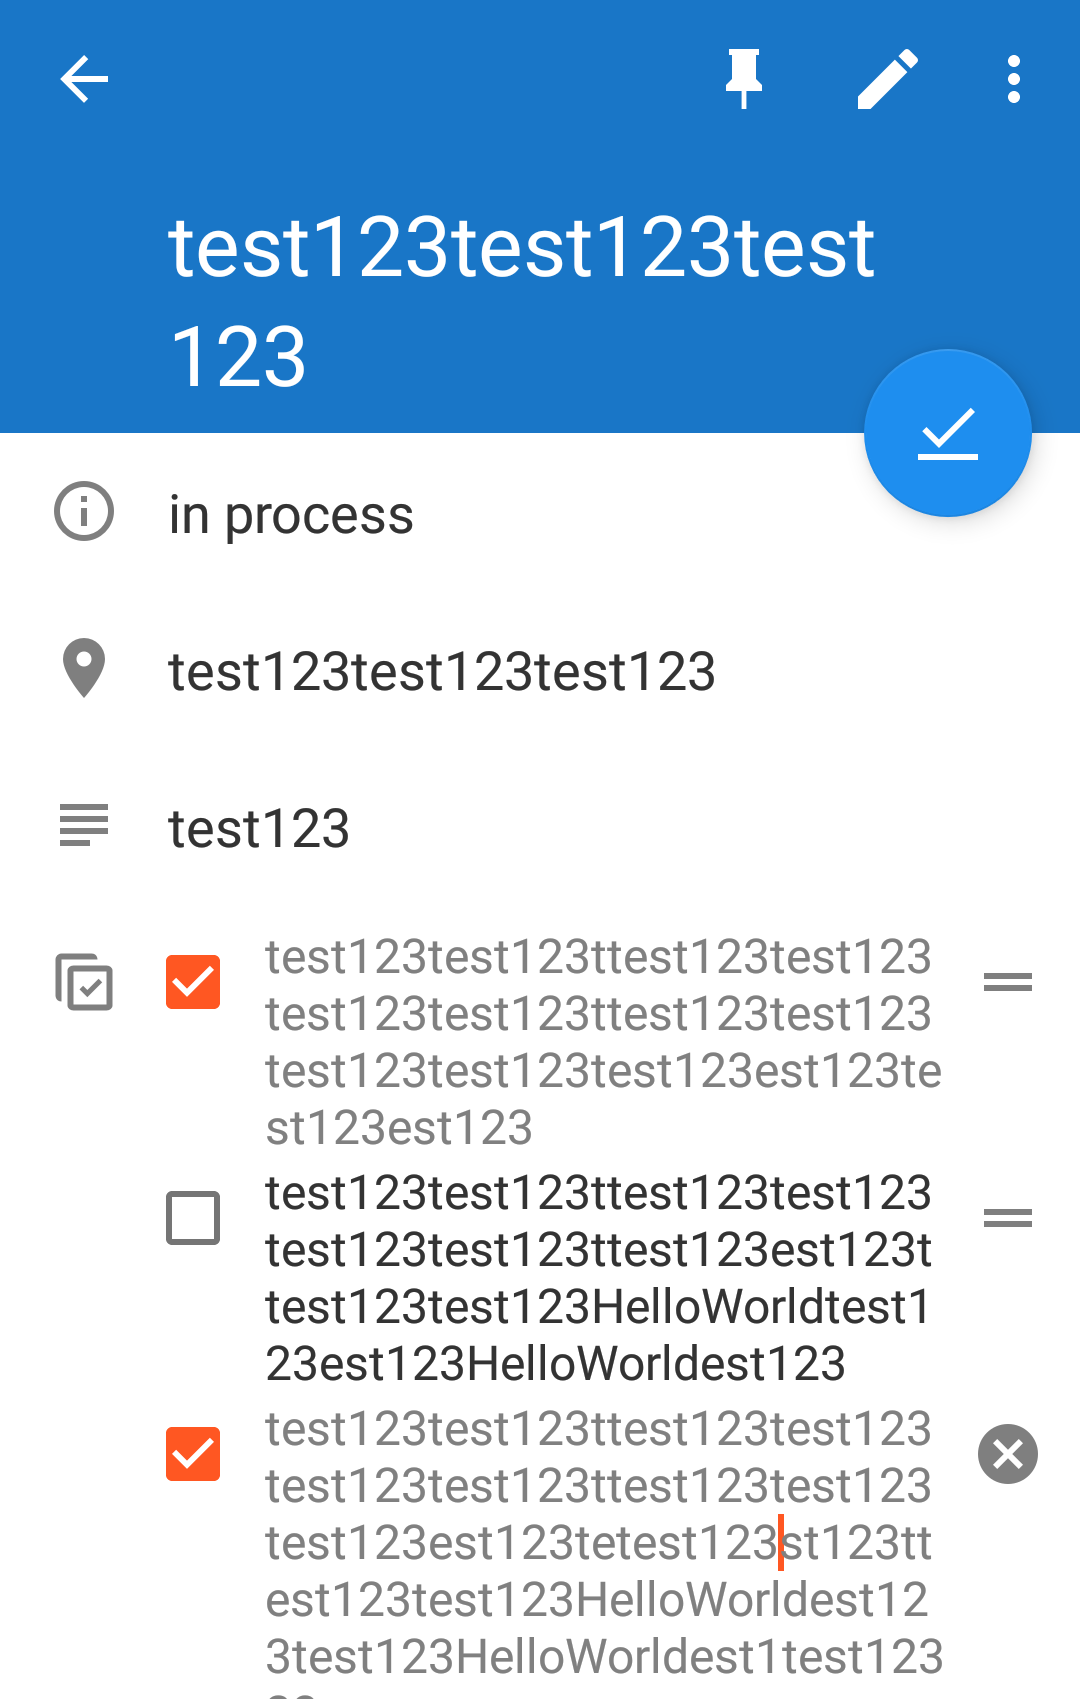 test123test123test
123
in process
test123test123test123
test123
test123test123ttest123test123
test123test123ttest123test123
test123test123test123est123te
st123est123
test123test123ttest123test123
test123test123ttest123est123t
test123test123HelloWorldtest1
23est123HelloWorldest123
test123test123ttest123test123
test123test123ttest123test123
test123est123tetest123st123tt
est123test123HelloWorldest12
3test123HelloWorldest1test123